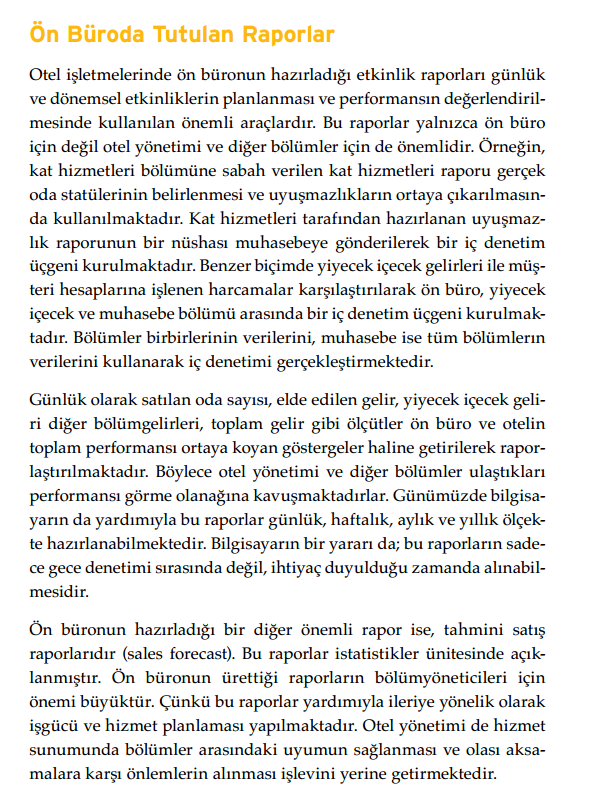 Ön Büroda Tutulan Raporlar
Otel işletmelerinde ön büronun hazırladığı etkinlik raporları günlük
ve dönemsel etkinliklerin planlanması ve performansın değerlendiril-
mesinde kullanılan önemli araçlardır. Bu raporlar yalnızca ön büro
için değil otel yönetimi ve diğer bölümler için de önemlidir. Örneğin,
kat hizmetleri bölümüne sabah verilen kat hizmetleri raporu gerçek
oda statülerinin belirlenmesi ve uyuşmazlıkların ortaya çıkarılmasın-
da kullanılmaktadır. Kat hizmetleri tarafından hazırlanan uyuşmaz-
lık raporunun bir nüshası muhasebeye gönderilerek bir iç denetim
üçgeni kurulmaktadır. Benzer biçimde yiyecek içecek gelirleri ile müş-
teri hesaplarına işlenen harcamalar karşılaştırılarak ön büro, yiyecek
içecek ve muhasebe bölümü arasında bir iç denetim üçgeni kurulmak-
tadır. Bölümler birbirlerinin verilerini, muhasebe ise tüm bölümlerın
verilerini kullanarak iç denetimi gerçekleştirmektedir.
Günlük olarak satılan oda sayısı, elde edilen gelir, yiyecek içecek geli-
ri diğer bölümgelirleri, toplam gelir gibi ölçütler ön büro ve otelin
toplam performansı ortaya koyan göstergeler haline getirilerek rapor-
laştırılmaktadır. Böylece otel yönetimi ve diğer bölümler ulaştıkları
performansı görme olanağına kavuşmaktadırlar. Günümüzde bilgisa-
yarın da yardımıyla bu raporlar günlük, haftalık, aylık ve yıllık ölçek-
te hazırlanabilmektedir. Bilgisayarın bir yararı da; bu raporların sade-
ce gece denetimi sırasında değil, ihtiyaç duyulduğu zamanda alınabil-
mesidir.
Ön büronun hazırladığı bir diğer önemli rapor ise, tahmini satış
raporlarıdır (sales forecast). Bu raporlar istatistikler ünitesinde açık-
lanmıştır. Ön büronun ürettiği raporların bölümyöneticileri için
önemi büyüktür. Çünkü bu raporlar yardımıyla ileriye yönelik olarak
işgücü ve hizmet planlaması yapılmaktadır. Otel yönetimi de hizmet
sunumunda bölümler arasındaki uyumun sağlanması ve olası aksa-
malara karşı önlemlerin alınması işlevini yerine getirmektedir.